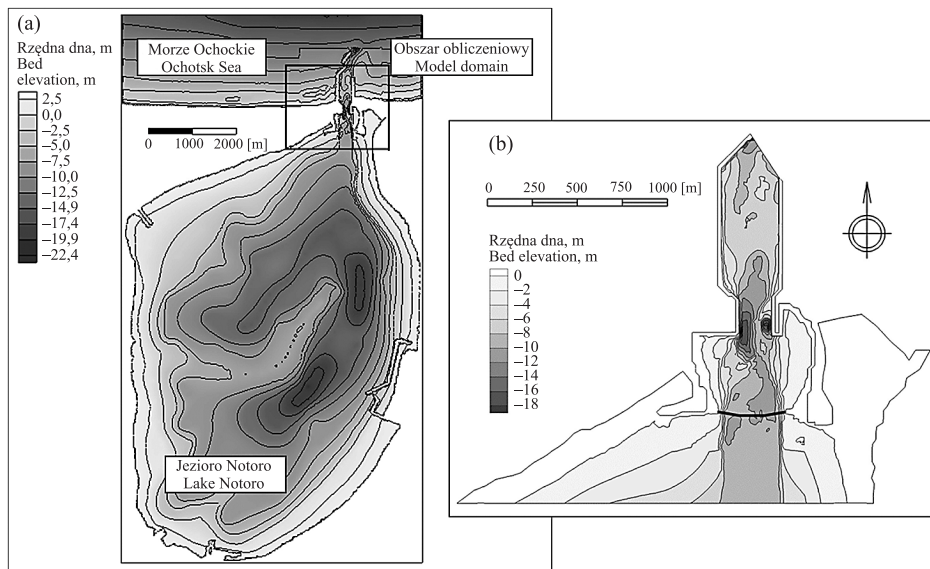 (a)
Rzędna dna, m
Bed
elevation, m
2,5
0,0
–2,5
–5,0
–7,5
–10,0
–12,5
–14,9
–17,4
–19,9
–22,4
Morze Ochockie
Ochotsk Sea
Obszar obliczeniowy
Model domain
0 1000 2000 [m]
Jezioro Notoro
Lake Notoro
(b)
0 250 500 750 1000 [m]
Rzędna dna, m
Bed elevation, m
0
–2
–4
–6
–8
–10
–12
–14
–16
–18